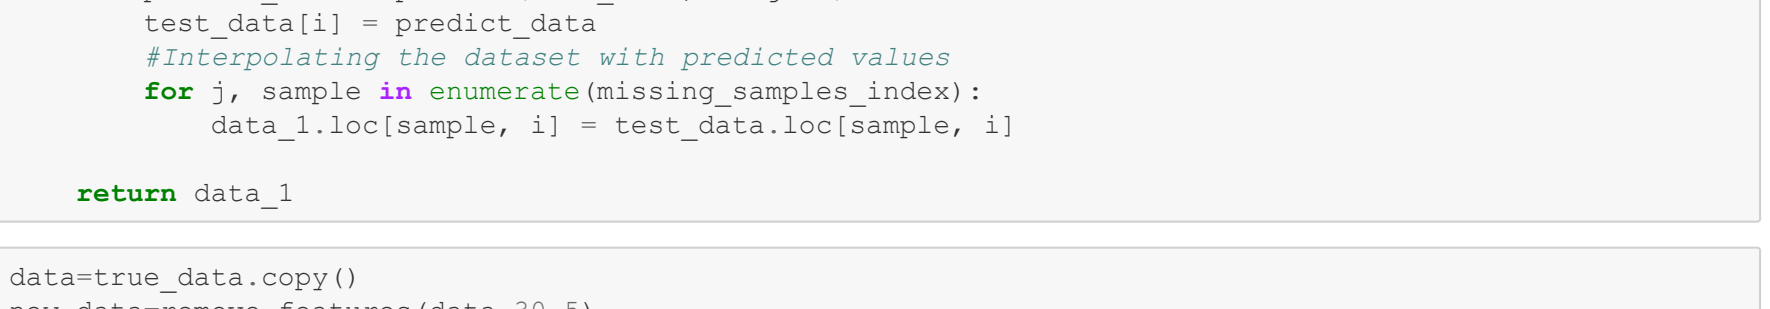 test_data[i] = predict_data
#Interpolating the dataset with predicted values
for j, sample in enumerate(missing_samples_index):
data_1.loc[sample, i] = test_data.loc[sample, i]
return data_1
data=true_data.copy()